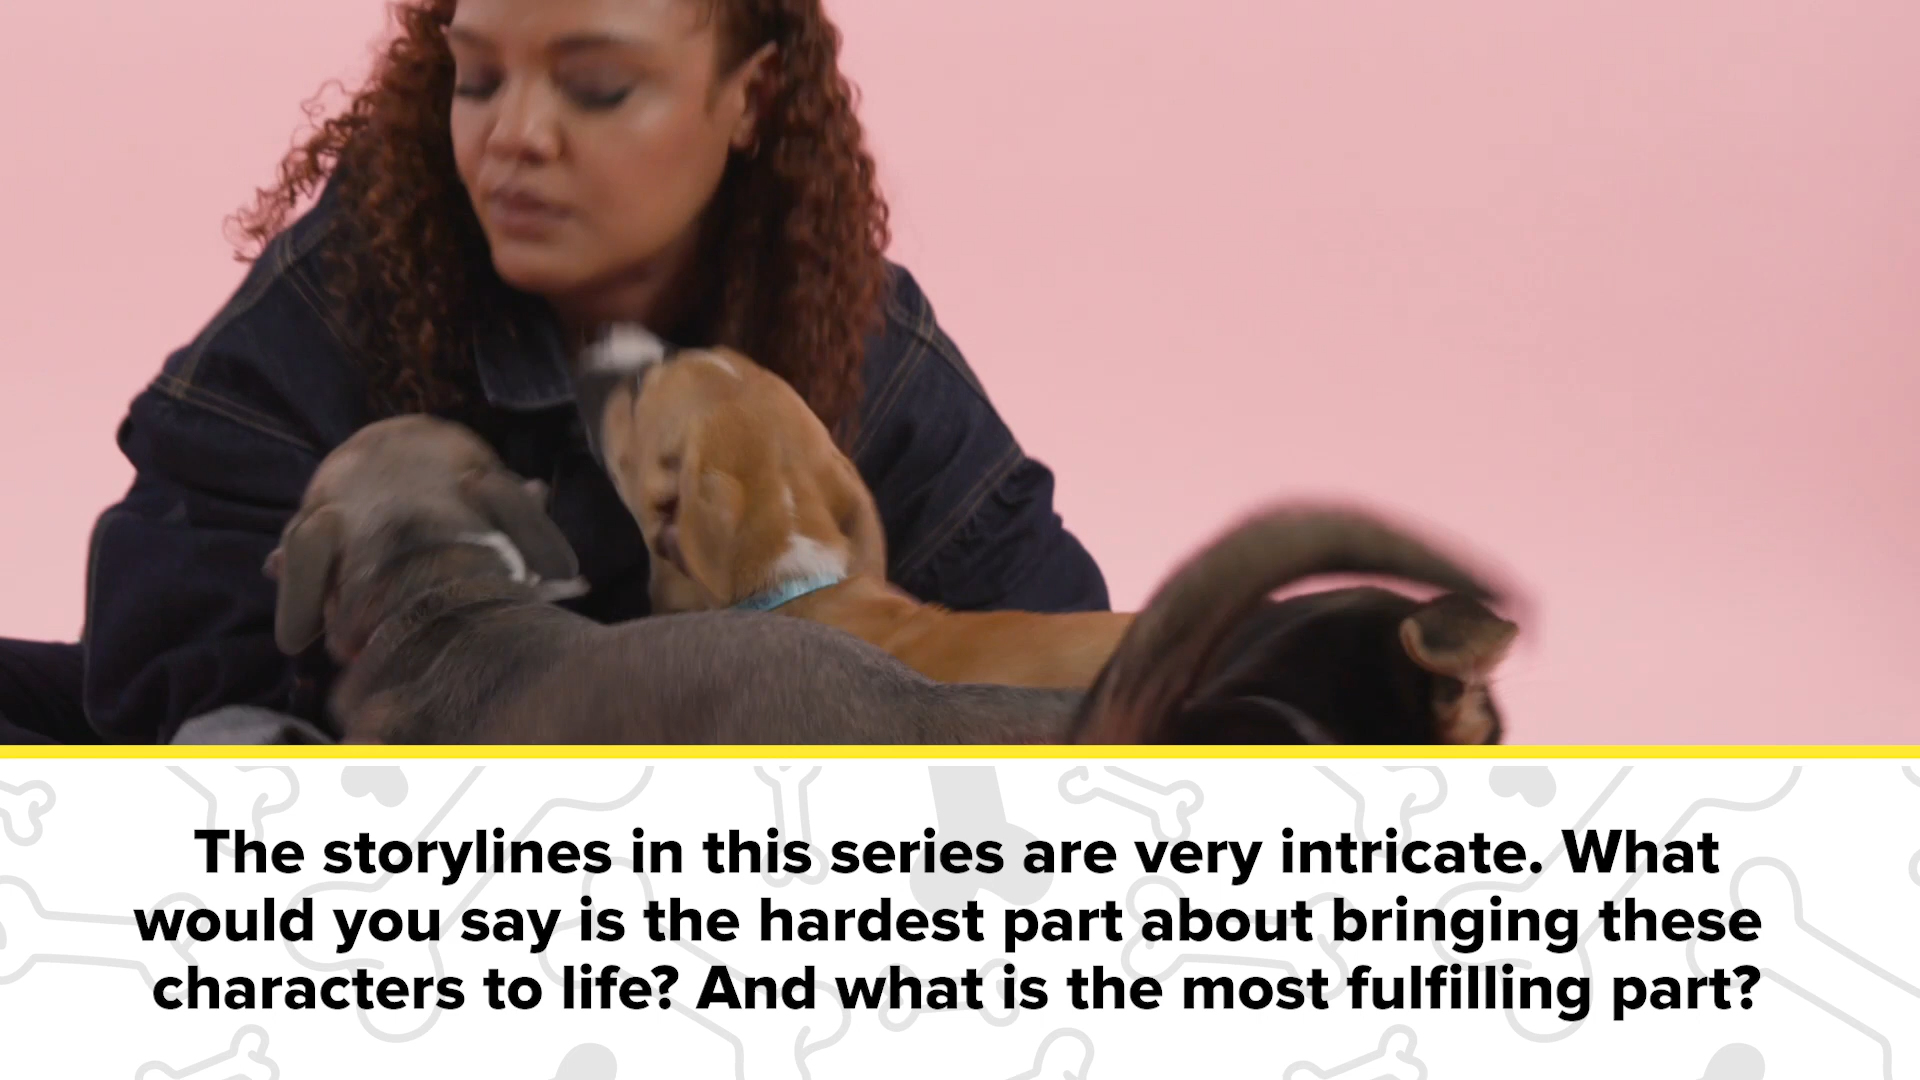 The storylines in this series are very intricate. What
would you say is the hardest part about bringing these
characters to life? And what is the most fulfilling part?